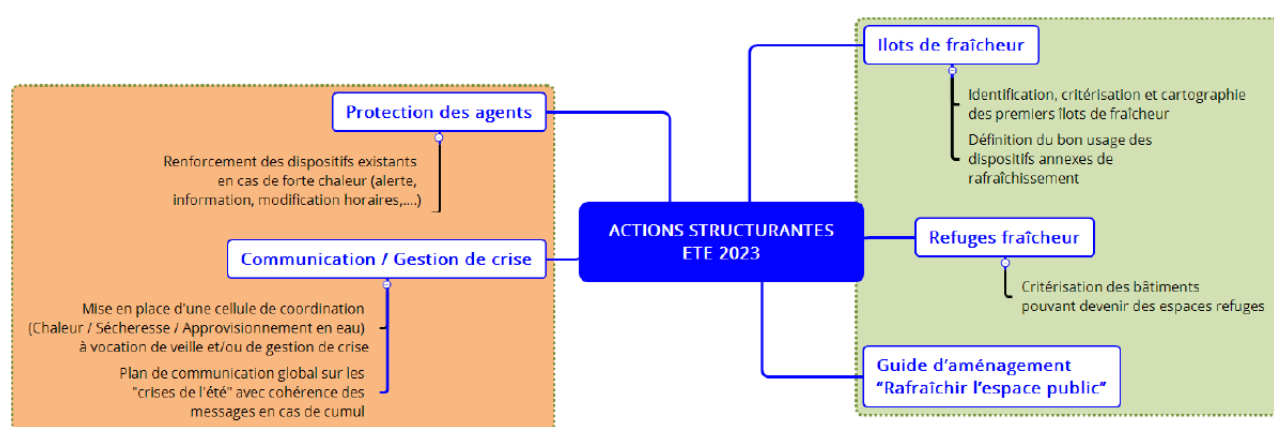 ACTIONS STRUCTURANTES
ETE 2023
Protection des agents
Renforcement des dispositifs existants
en cas de forte chaleur (alerte,
information, modification horaires,....)
Communication / Gestion de crise
Mise en place d'une cellule de coordination
(Chaleur / Sécheresse / Approvisionnement en eau)
à vocation de veille et/ou de gestion de crise
Plan de communication global sur les
"crises de l'été" avec cohérence des
messages en cas de cumul
Ilots de fraîcheur
Identification, critérisation et cartographie
des premiers îlots de fraîcheur
Définition du bon usage des
dispositifs annexes de
rafraîchissement
Refuges fraîcheur
Critérisation des bâtiments
pouvant devenir des espaces refuges
Guide d’aménagement
“Rafraîchir l’espace public”